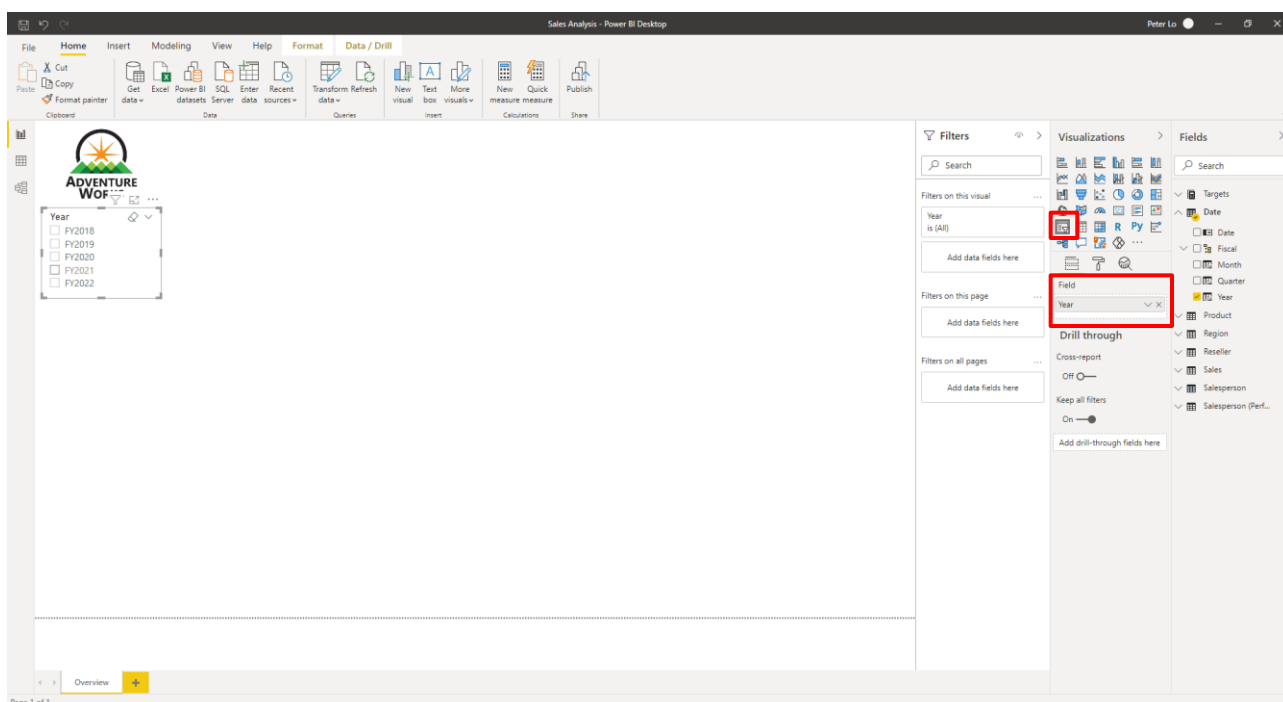 Sales Analysis - Power BI Desktop
Peter Lo
File Home Insert Modeling View Help Format Data / Drill
Paste
Cut
Copy
Format painter
Clipboard
Get data
Excel
Power BI datasets
SQL Server
Enter data
Recent sources
Data
Transform data
Refresh
Queries
New visual
Text box
More visuals
Insert
New measure
Quick measure
Calculations
Publish
Share
ADVENTURE
Year
FY2018
FY2019
FY2020
FY2021
FY2022
Filters
Search
Filters on this visual ...
Year
is (All)
Add data fields here
Filters on this page ...
Add data fields here
Filters on all pages ...
Add data fields here
Visualizations
R Py
...
Field
Year
Drill through
Cross-report
Off
Keep all filters
On
Add drill-through fields here
Fields
Search
Targets
Date
Date
Fiscal
Month
Quarter
Year
Product
Region
Reseller
Sales
Salesperson
Salesperson (Perf...
Overview
Page 1 of 1